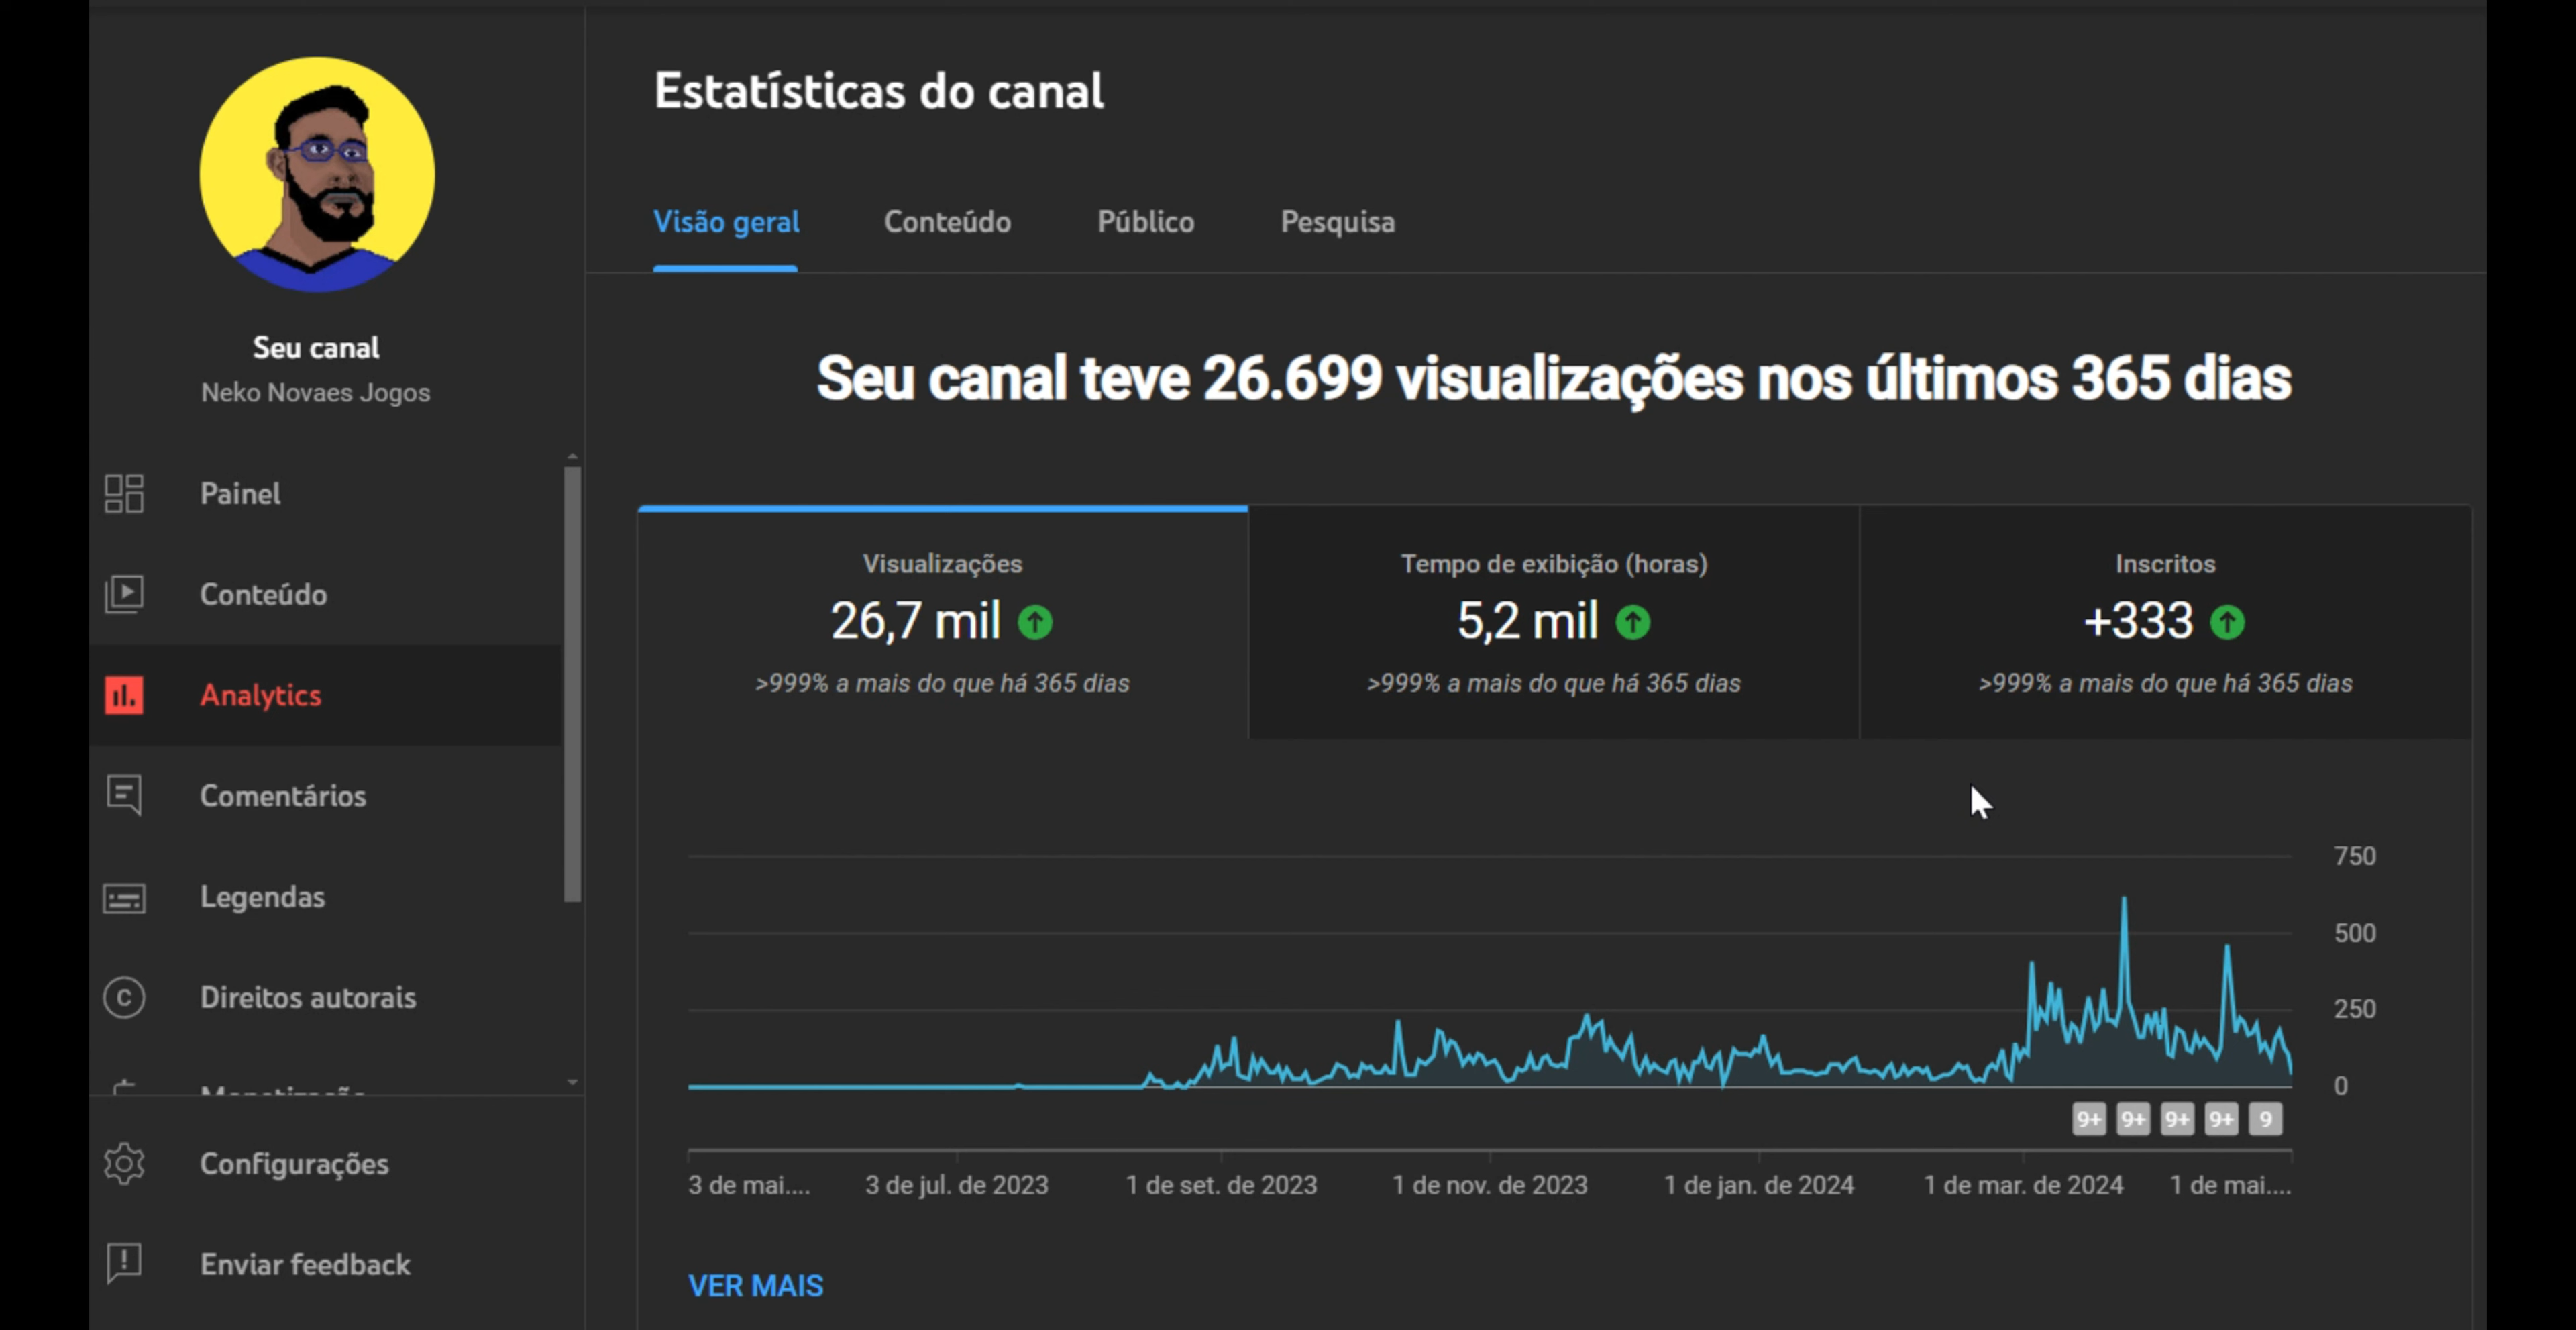 Seu canal
Neko Novaes Jogos
Painel
Conteúdo
Analytics
Comentários
Legendas
Direitos autorais
Configurações
Enviar feedback
Estatísticas do canal
Visão geral Conteúdo Público Pesquisa
Seu canal teve 26.699 visualizações nos últimos 365 dias
Visualizações
26,7 mil
>999% a mais do que há 365 dias
Tempo de exibição (horas)
5,2 mil
>999% a mais do que há 365 dias
Inscritos
+333
>999% a mais do que há 365 dias
750
500
250
0
9+ 9+ 9+ 9+ 9
3 de mai.... 3 de jul. de 2023 1 de set. de 2023 1 de nov. de 2023 1 de jan. de 2024 1 de mar. de 2024 1 de mai....
VER MAIS